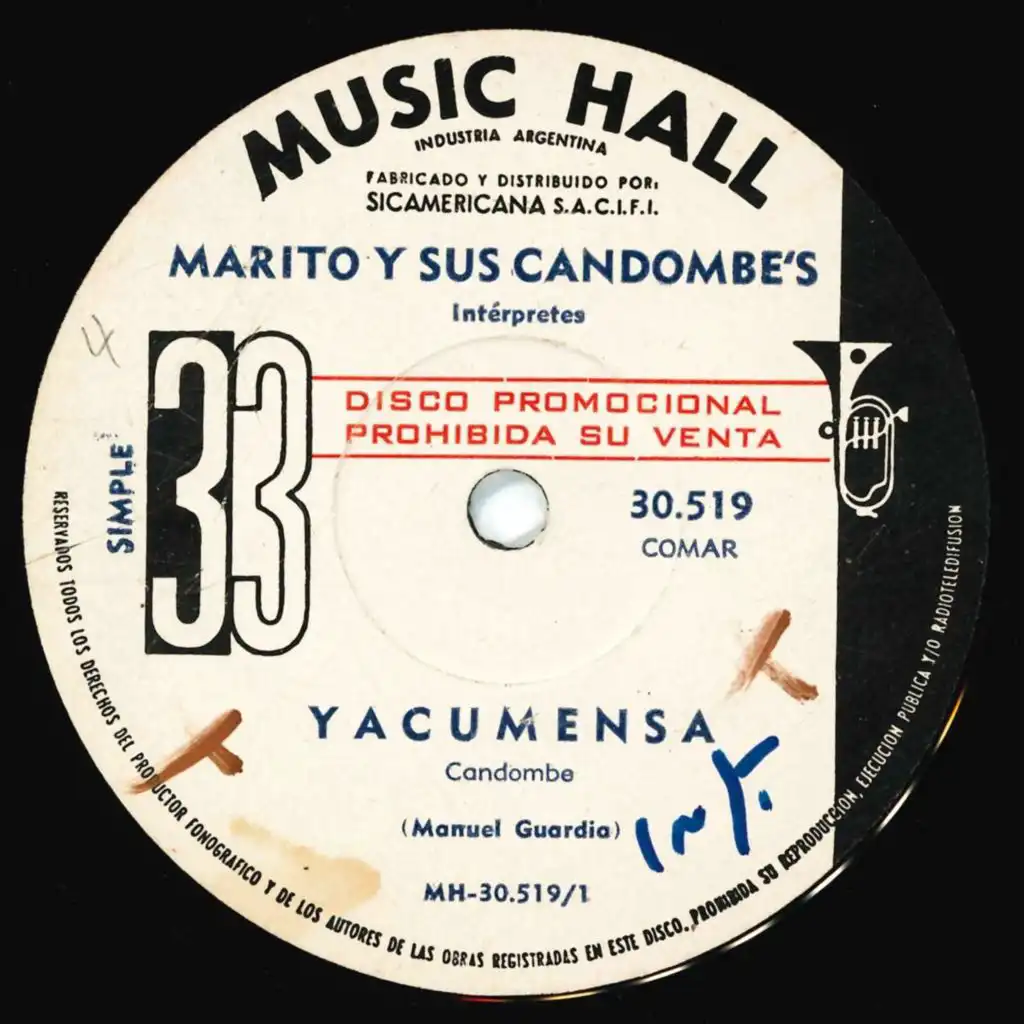 MUSIC HALL
INDUSTRIA ARGENTINA
FABRICADO Y DISTRIBUIDO POR:
SICAMERICANA S.A.C.I.F.I.
MARITO Y SUS CANDOMBE'S
Intérpretes
4
33
SIMPLE
DISCO PROMOCIONAL
PROHIBIDA SU VENTA
30.519
COMAR
YACUMENSA
Candombe
(Manuel Guardia)
MH-30.519/1
RESERVADOS TODOS LOS DERECHOS DEL PRODUCTOR FONOGRAFICO Y DE LOS AUTORES DE LAS OBRAS REGISTRADAS EN ESTE DISCO. PROHIBIDA SU REPRODUCCION, EJECUCION PUBLICA Y/O RADIOTELEDIFUSION